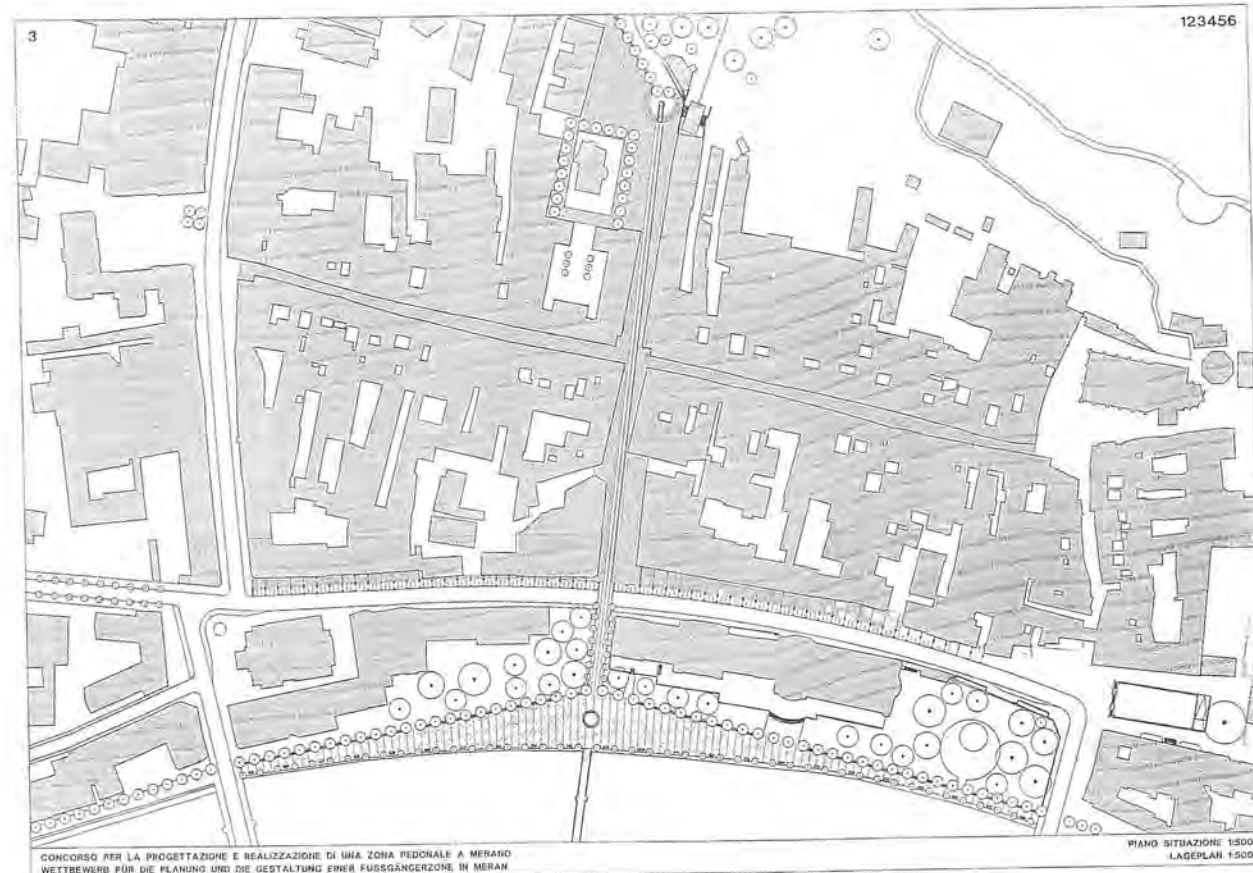 3
123456
CONCORSO PER LA PROGETTAZIONE E REALIZZAZIONE DI UNA ZONA PEDONALE A MERANO
WETTBEWERB FÜR DIE PLANUNG UND DIE GESTALTUNG EINER FUSSGÄNGERZONE IN MERAN
PIANO SITUAZIONE 1:500
LAGEPLAN 1:500